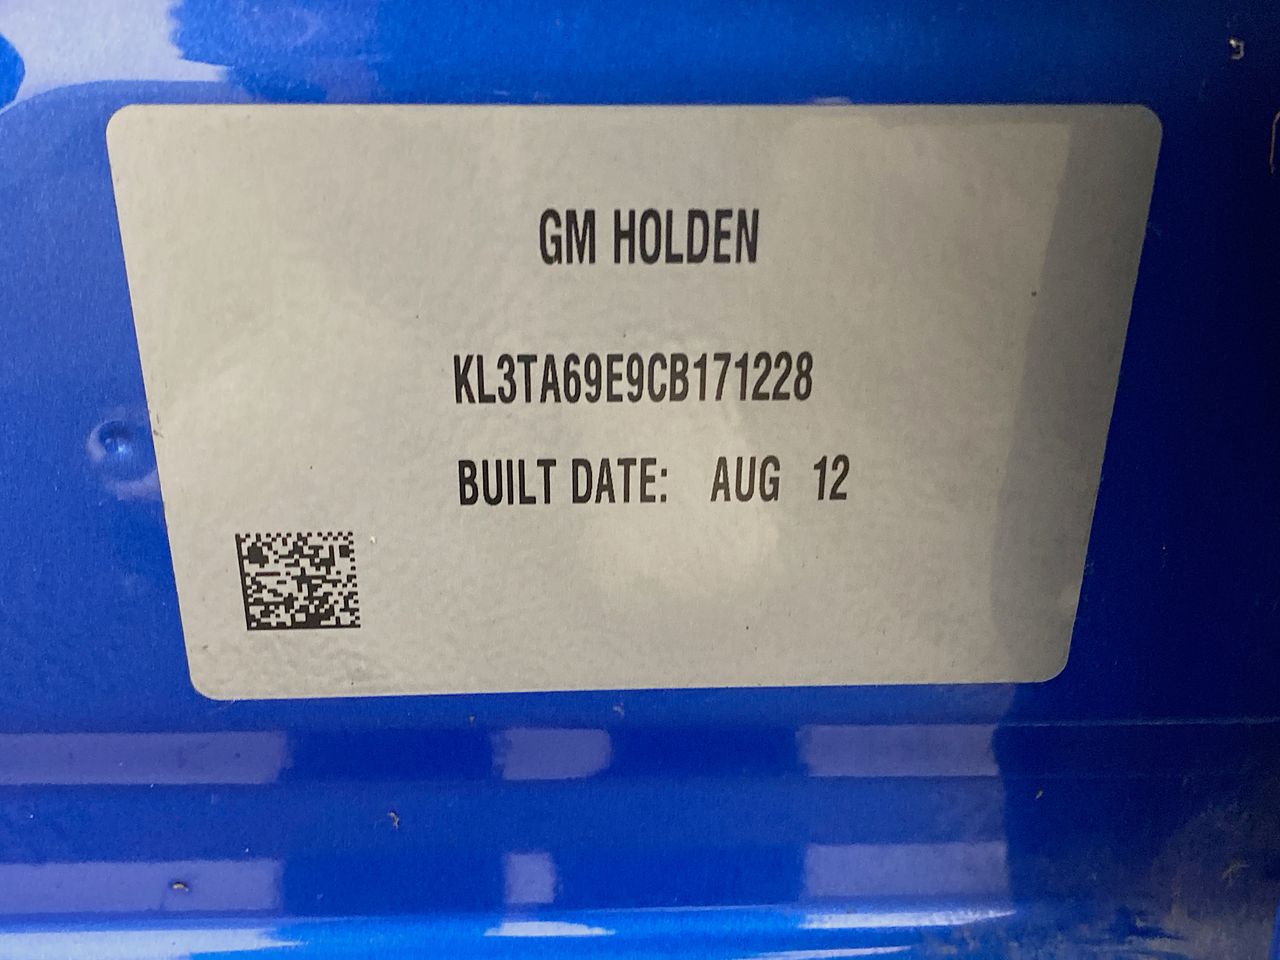 GM HOLDEN
KL3TA69E9CB171228
BUILT DATE: AUG 12